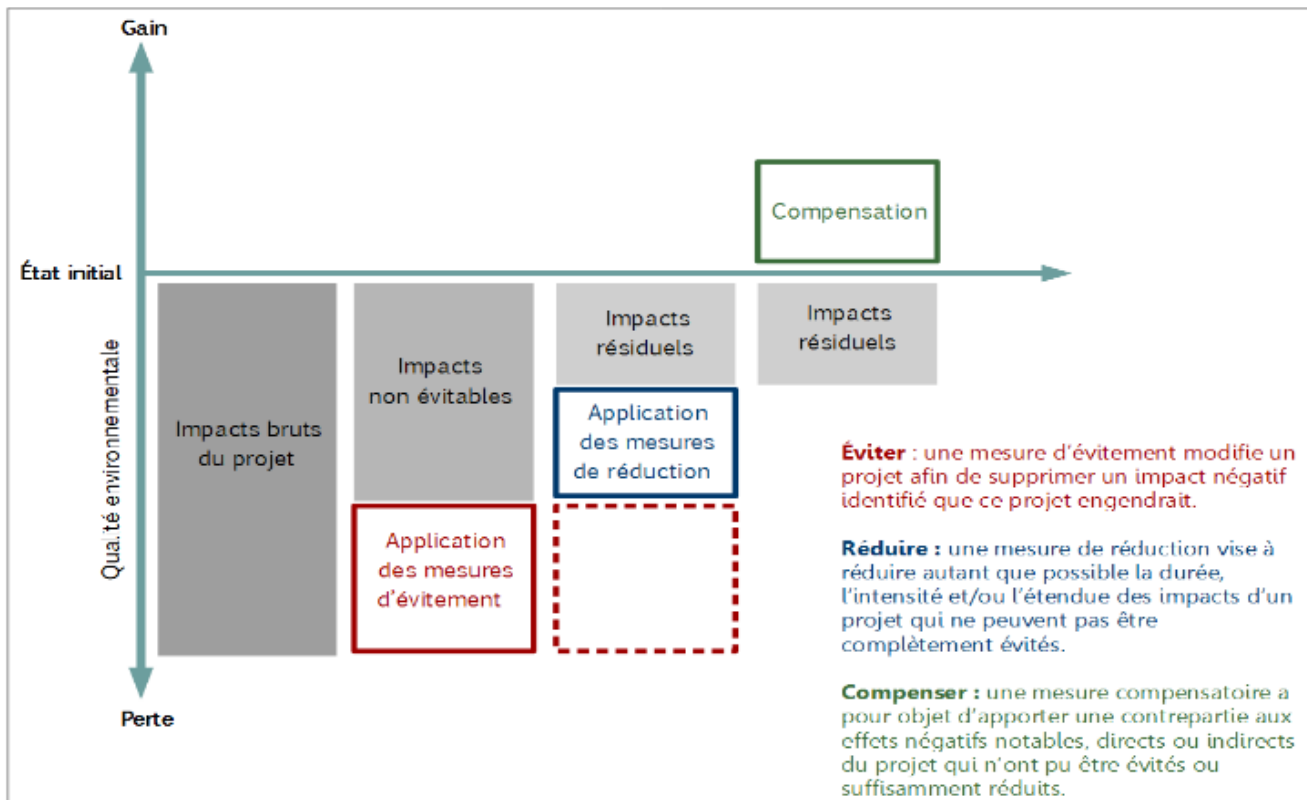 Gain
Compensation
État initial
Qualité environnementale
Impacts bruts
du projet
Impacts
non évitables
Application
des mesures
d'évitement
Impacts
résiduels
Application
des mesures
de réduction
Impacts
résiduels
Perte
Éviter : une mesure d'évitement modifie un
projet afin de supprimer un impact négatif
identifié que ce projet engendrait.
Réduire : une mesure de réduction vise à
réduire autant que possible la durée,
l'intensité et/ou l'étendue des impacts d'un
projet qui ne peuvent pas être
complètement évités.
Compenser : une mesure compensatoire a
pour objet d'apporter une contrepartie aux
effets négatifs notables, directs ou indirects
du projet qui n'ont pu être évités ou
suffisamment réduits.